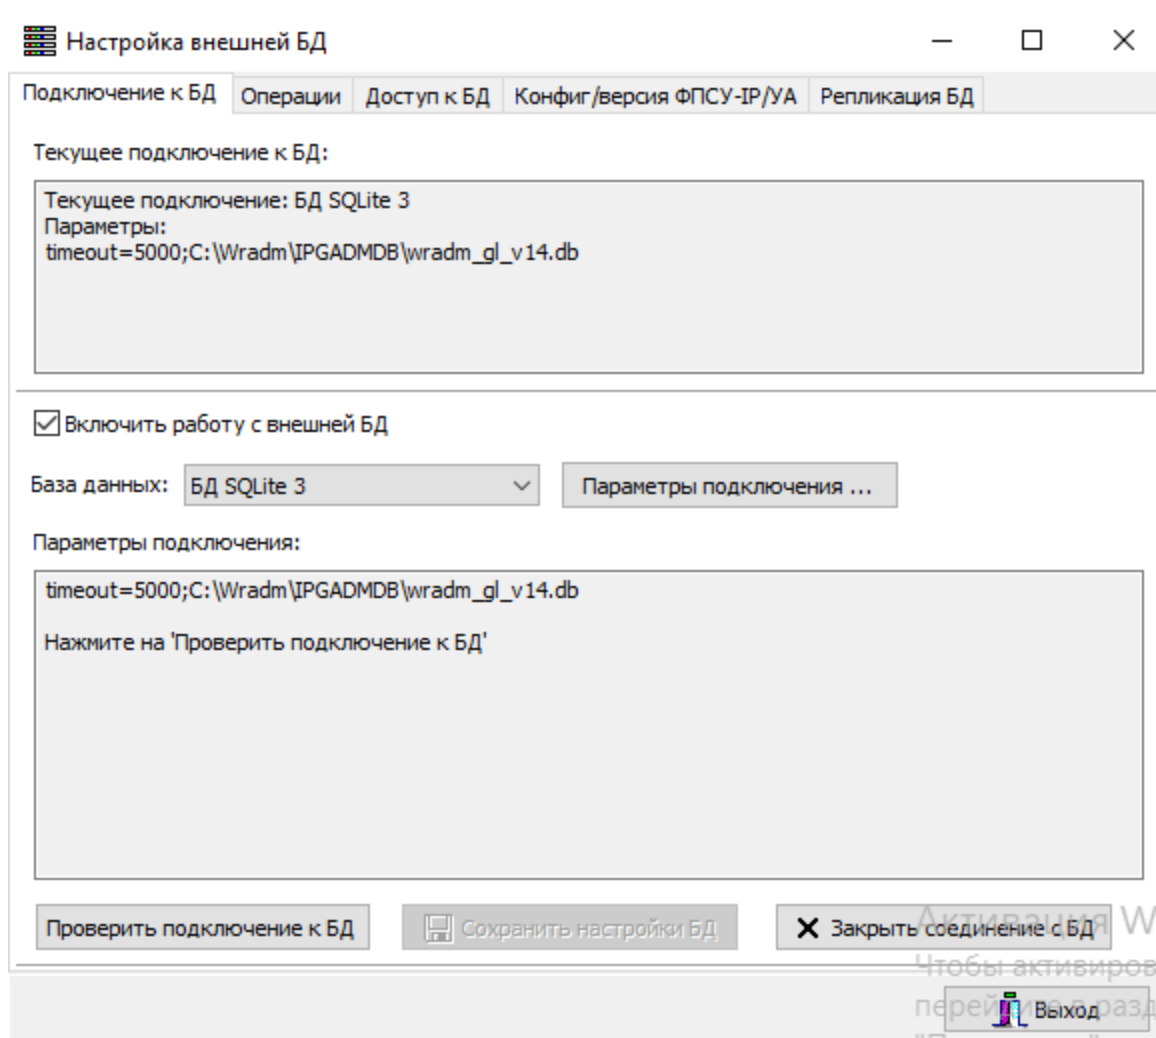 Настройка внешней БД
Подключение к БД Операции Доступ к БД Конфиг/версия ФПСУ-IP/УА Репликация БД
Текущее подключение к БД:
Текущее подключение: БД SQLite 3
Параметры:
timeout=5000;C:\Wradm\IPGADMDB\wradm_gl_v14.db
Включить работу с внешней БД
База данных: БД SQLite 3 Параметры подключения ...
Параметры подключения:
timeout=5000;C:\Wradm\IPGADMDB\wradm_gl_v14.db
Нажмите на 'Проверить подключение к БД'
Проверить подключение к БД Сохранить настройки БД Закрыть соединение с БД
Активация W
Чтобы активиров
Выход